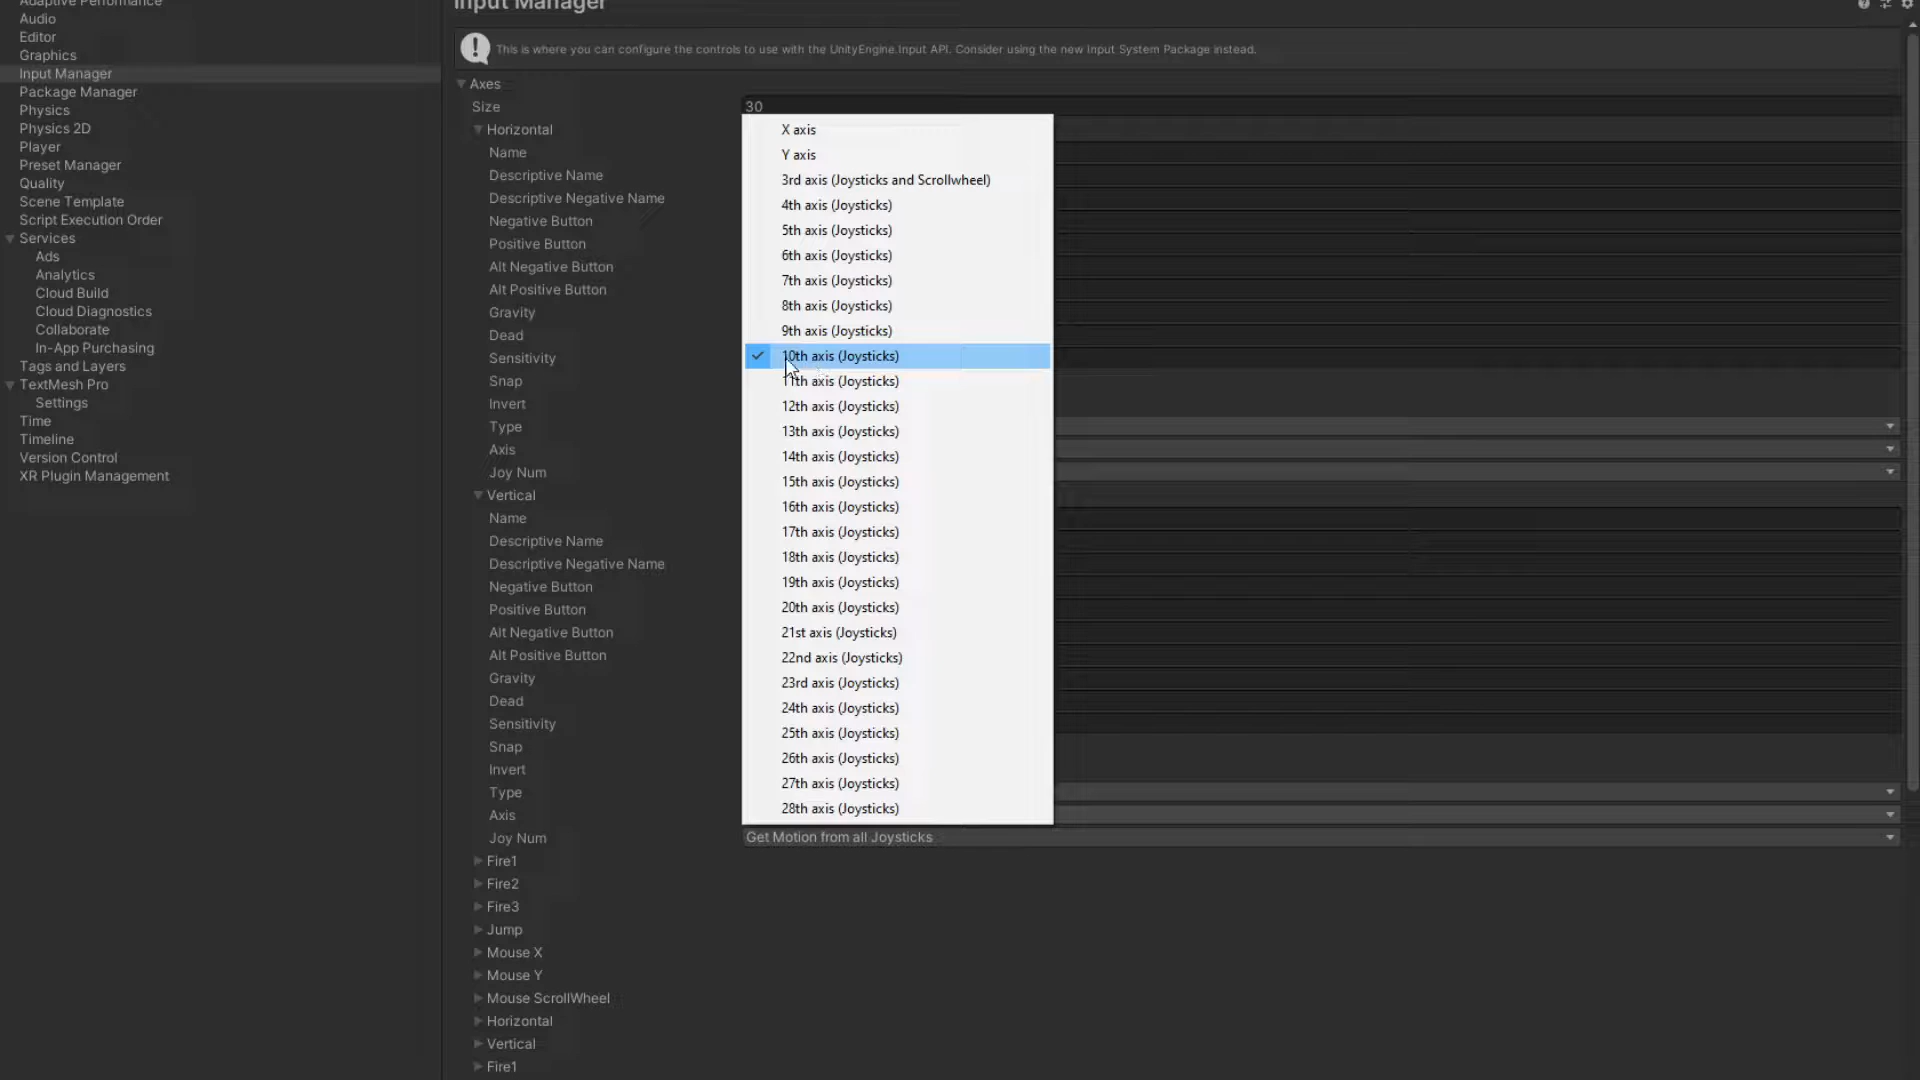 Adaptive Performance
Audio
Editor
Graphics
Input Manager
Package Manager
Physics
Physics 2D
Player
Preset Manager
Quality
Scene Template
Script Execution Order
Services
Ads
Analytics
Cloud Build
Cloud Diagnostics
Collaborate
In-App Purchasing
Tags and Layers
TextMesh Pro
Settings
Time
Timeline
Version Control
XR Plugin Management
Input Manager
This is where you can configure the controls to use with the UnityEngine.Input API. Consider using the new Input System Package instead.
Axes
Size 30
Horizontal
Name
Descriptive Name
Descriptive Negative Name
Negative Button
Positive Button
Alt Negative Button
Alt Positive Button
Gravity
Dead
Sensitivity
Snap
Invert
Type
Axis
Joy Num
Vertical
Name
Descriptive Name
Descriptive Negative Name
Negative Button
Positive Button
Alt Negative Button
Alt Positive Button
Gravity
Dead
Sensitivity
Snap
Invert
Type
Axis
Joy Num Get Motion from all Joysticks
Fire1
Fire2
Fire3
Jump
Mouse X
Mouse Y
Mouse ScrollWheel
Horizontal
Vertical
Fire1
X axis
Y axis
3rd axis (Joysticks and Scrollwheel)
4th axis (Joysticks)
5th axis (Joysticks)
6th axis (Joysticks)
7th axis (Joysticks)
8th axis (Joysticks)
9th axis (Joysticks)
10th axis (Joysticks)
11th axis (Joysticks)
12th axis (Joysticks)
13th axis (Joysticks)
14th axis (Joysticks)
15th axis (Joysticks)
16th axis (Joysticks)
17th axis (Joysticks)
18th axis (Joysticks)
19th axis (Joysticks)
20th axis (Joysticks)
21st axis (Joysticks)
22nd axis (Joysticks)
23rd axis (Joysticks)
24th axis (Joysticks)
25th axis (Joysticks)
26th axis (Joysticks)
27th axis (Joysticks)
28th axis (Joysticks)